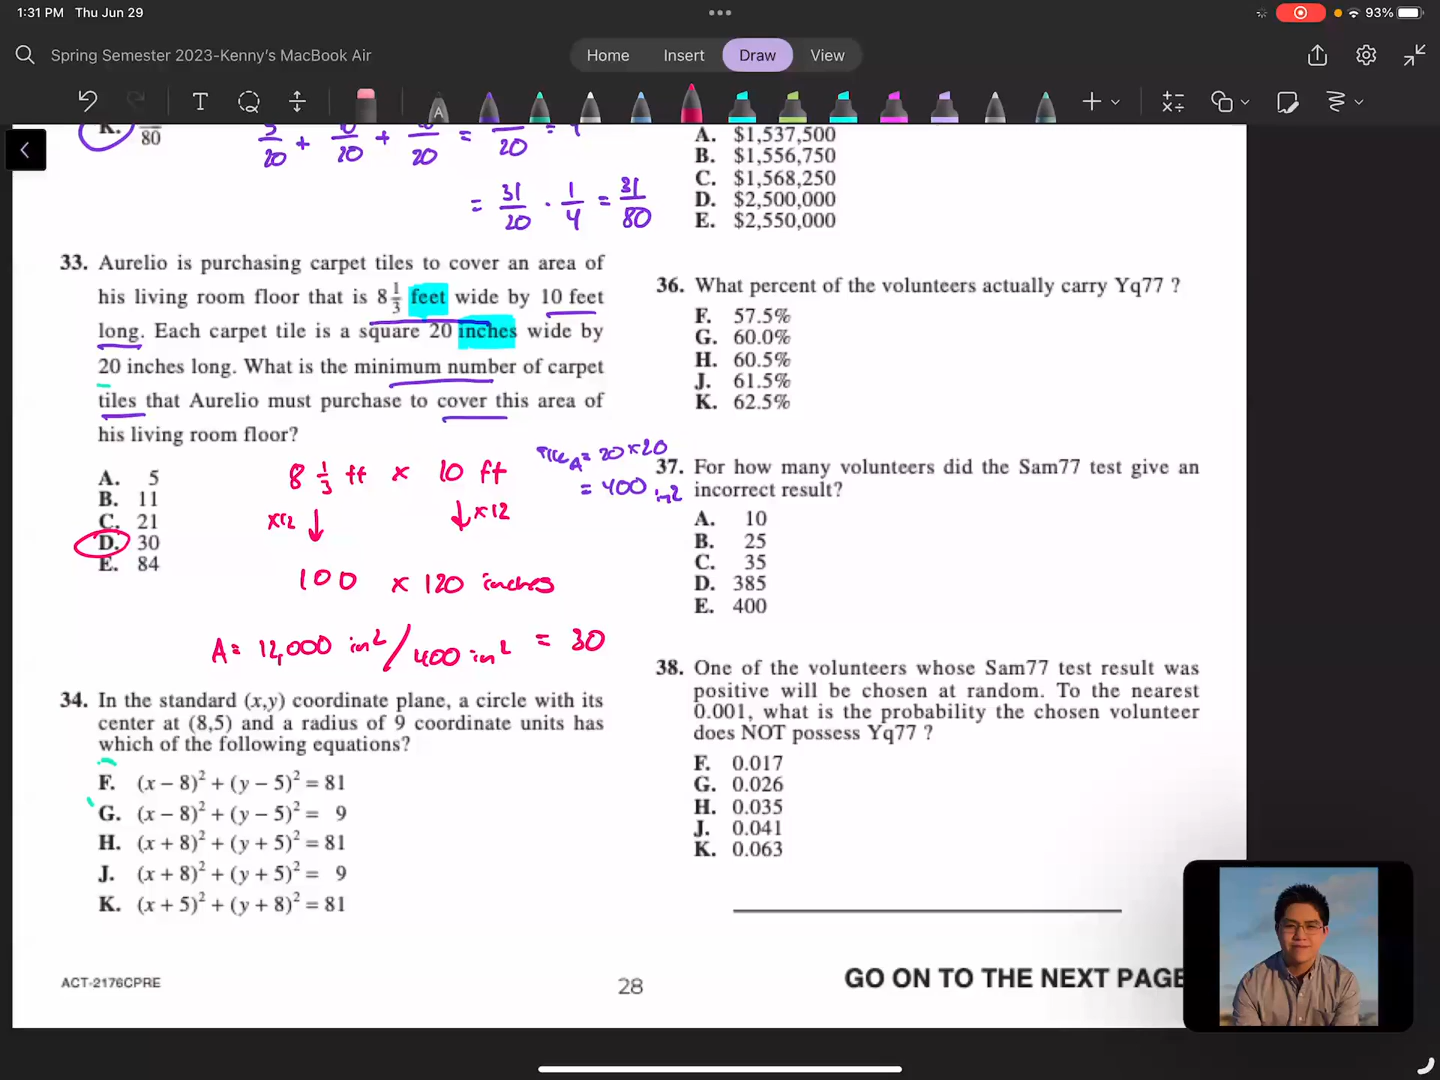 1:31 PM Thu Jun 29
93%
Spring Semester 2023-Kenny's MacBook Air
Home Insert Draw View
K. 80
20 + 20 + 20 = 20
= 31/20 · 1/4 = 31/80
33. Aurelio is purchasing carpet tiles to cover an area of
his living room floor that is 8 1/3 feet wide by 10 feet
long. Each carpet tile is a square 20 inches wide by
20 inches long. What is the minimum number of carpet
tiles that Aurelio must purchase to cover this area of
his living room floor?
A. 5
B. 11
C. 21
D. 30
E. 84
8 1/3 ft x 10 ft
x12 x12
100 x 120 inches
A = 12,000 in² / 400 in² = 30
A = 20 x 20
= 400 in²
34. In the standard (x,y) coordinate plane, a circle with its
center at (8,5) and a radius of 9 coordinate units has
which of the following equations?
F. (x – 8)² + (y – 5)² = 81
G. (x – 8)² + (y – 5)² = 9
H. (x + 8)² + (y + 5)² = 81
J. (x + 8)² + (y + 5)² = 9
K. (x + 5)² + (y + 8)² = 81
A. $1,537,500
B. $1,556,750
C. $1,568,250
D. $2,500,000
E. $2,550,000
36. What percent of the volunteers actually carry Yq77 ?
F. 57.5%
G. 60.0%
H. 60.5%
J. 61.5%
K. 62.5%
37. For how many volunteers did the Sam77 test give an
incorrect result?
A. 10
B. 25
C. 35
D. 385
E. 400
38. One of the volunteers whose Sam77 test result was
positive will be chosen at random. To the nearest
0.001, what is the probability the chosen volunteer
does NOT possess Yq77 ?
F. 0.017
G. 0.026
H. 0.035
J. 0.041
K. 0.063
ACT-2176CPRE
28
GO ON TO THE NEXT PAGE